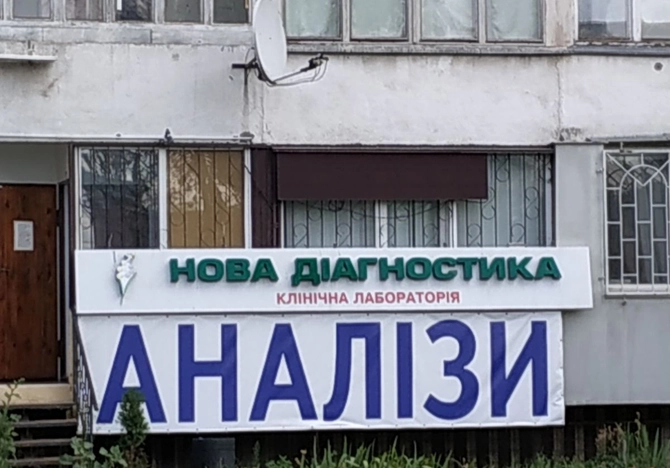 НОВА ДІАГНОСТИКА
КЛІНІЧНА ЛАБОРАТОРІЯ
АНАЛІЗИ